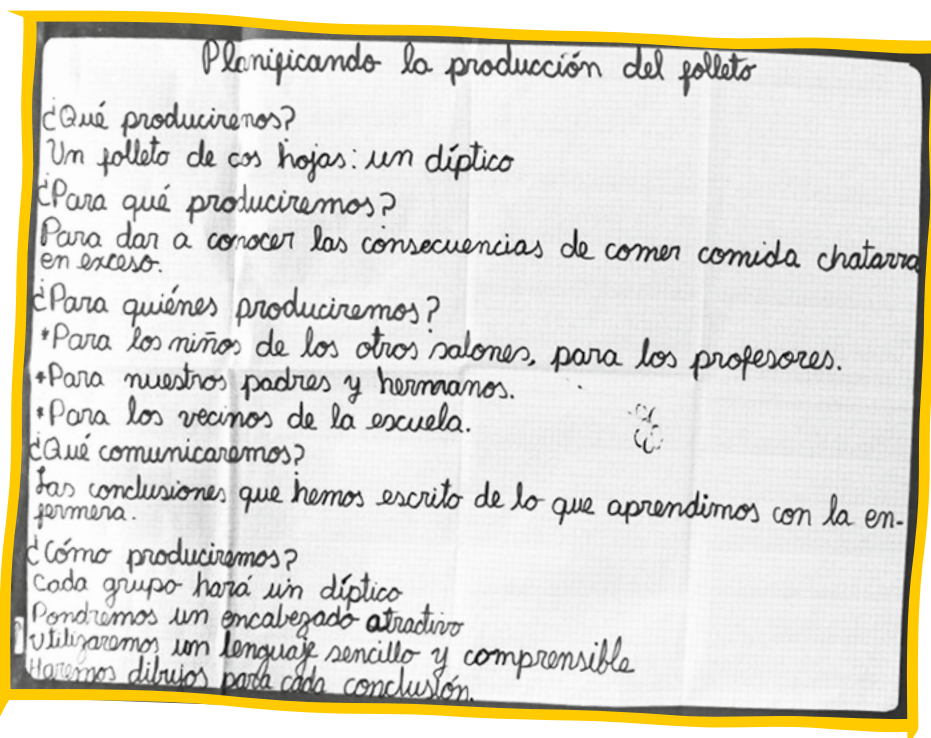 Planificando la producción del folleto
¿Qué producirenos?
Un folleto de cos hojas: un díptico
¿Para qué produciremos?
Para dar a conocer las consecuencias de comer comida chatarra
en exceso.
¿Para quiénes produciremos?
*Para los niños de los otros salones, para los profesores.
*Para nuestros padres y hermanos.
*Para los vecinos de la escuela.
¿Qué comunicaremos?
Las conclusiones que hemos escrito de lo que aprendimos con la en-
fermera.
¿Cómo produciremos?
Cada grupo hará un díptico
Pondremos un encabezado atractivo
Utilizaremos un lenguaje sencillo y comprensible
Haremos dibujos para cada conclusión.